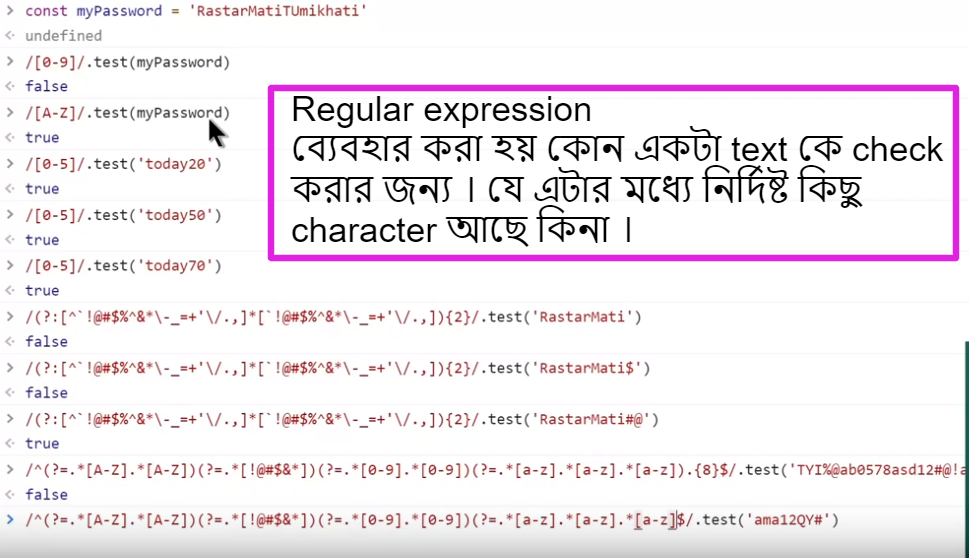 > const myPassword = 'RastarMatiTUmikhati'
undefined
> /[0-9]/.test(myPassword)
false
> /[A-Z]/.test(myPassword)
true
> /[0-5]/.test('today20')
true
> /[0-5]/.test('today50')
true
> /[0-5]/.test('today70')
true
> /(?:[^`!@#$%^&*\-_=+'\/.,]*[`!@#$%^&*\-_=+'\/.,]){2}/.test('RastarMati')
false
> /(?:[^`!@#$%^&*\-_=+'\/.,]*[`!@#$%^&*\-_=+'\/.,]){2}/.test('RastarMati$')
false
> /(?:[^`!@#$%^&*\-_=+'\/.,]*[`!@#$%^&*\-_=+'\/.,]){2}/.test('RastarMati#@')
true
> /^(?=.*[A-Z].*[A-Z])(?=.*[!@#$&*])(?=.*[0-9].*[0-9])(?=.*[a-z].*[a-z].*[a-z]).{8}$/.test('TYI%@ab0578asd12#@!a
false
> /^(?=.*[A-Z].*[A-Z])(?=.*[!@#$&*])(?=.*[0-9].*[0-9])(?=.*[a-z].*[a-z].*[a-z]$/.test('ama12QY#')
Regular expression
ব্যেবহার করা হয় কোন একটা text কে check
করার জন্য । যে এটার মধ্যে নির্দিষ্ট কিছু
character আছে কিনা ।